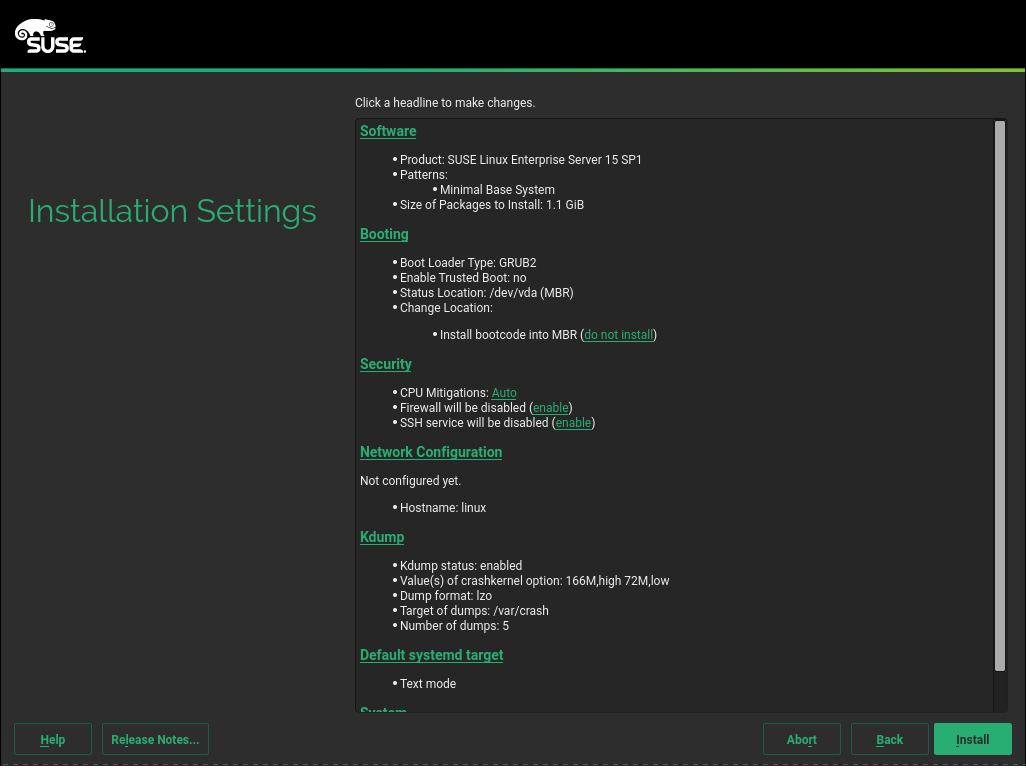 SUSE.
Installation Settings
Click a headline to make changes.
Software
• Product: SUSE Linux Enterprise Server 15 SP1
• Patterns:
• Minimal Base System
• Size of Packages to Install: 1.1 GiB
Booting
• Boot Loader Type: GRUB2
• Enable Trusted Boot: no
• Status Location: /dev/vda (MBR)
• Change Location:
• Install bootcode into MBR (do not install)
Security
• CPU Mitigations: Auto
• Firewall will be disabled (enable)
• SSH service will be disabled (enable)
Network Configuration
Not configured yet.
• Hostname: linux
Kdump
• Kdump status: enabled
• Value(s) of crashkernel option: 166M,high 72M,low
• Dump format: lzo
• Target of dumps: /var/crash
• Number of dumps: 5
Default systemd target
• Text mode
System
Help Release Notes... Abort Back Install